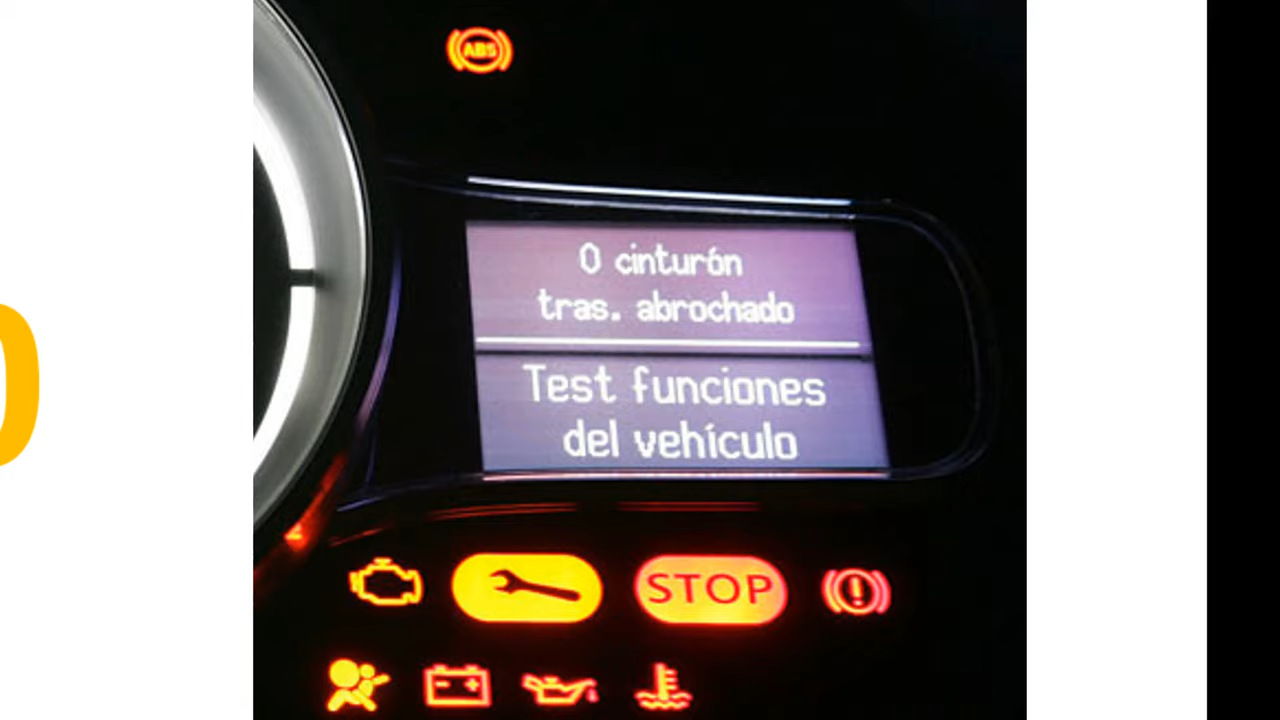 ABS
0 cinturón
tras. abrochado
Test funciones
del vehículo
STOP